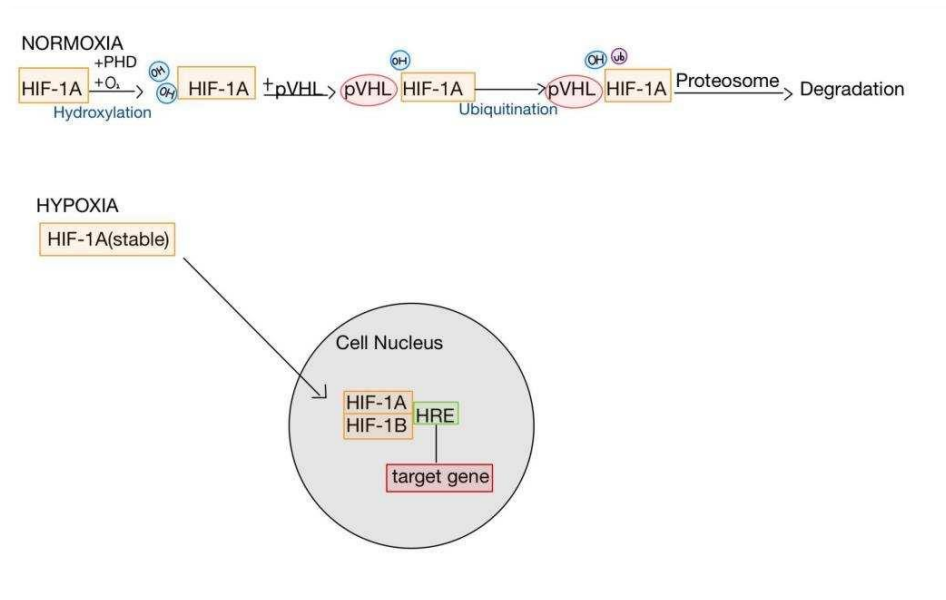 NORMOXIA
HIF-1A
+PHD
+O₂
Hydroxylation
OH
OH
HIF-1A
+pVHL
pVHL
OH
HIF-1A
Ubiquitination
pVHL
OH
ub
HIF-1A
Proteosome
Degradation
HYPOXIA
HIF-1A(stable)
Cell Nucleus
HIF-1A
HIF-1B
HRE
target gene